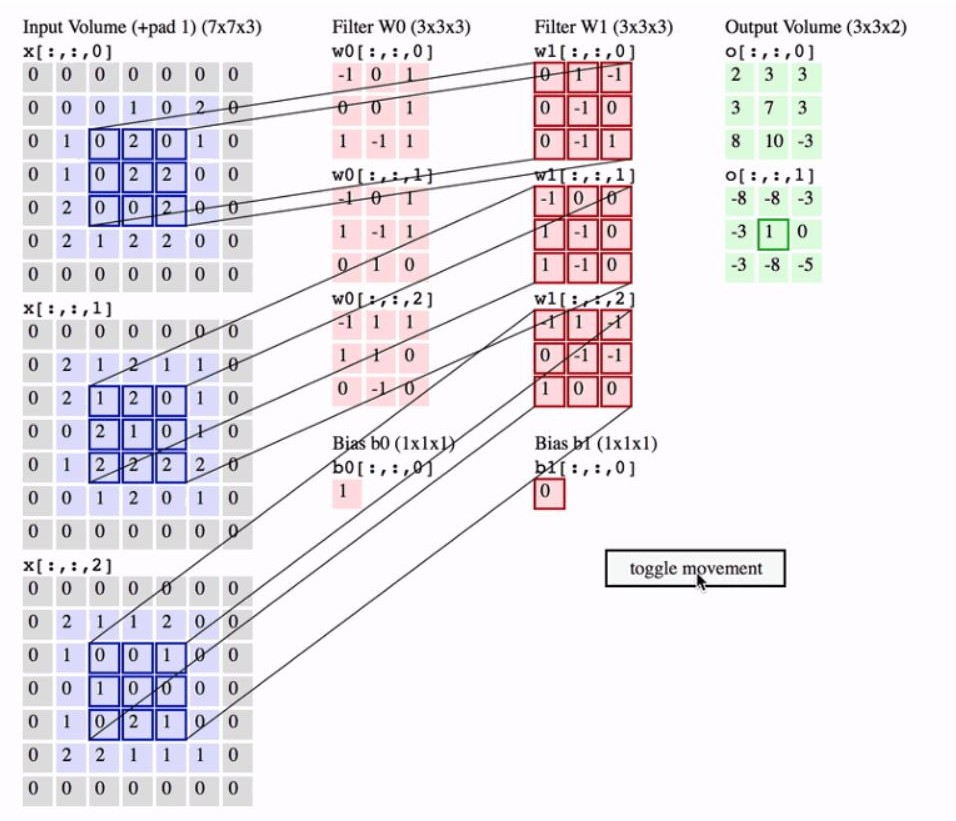 Input Volume (+pad 1) (7x7x3)
x[:,:,0]
0 0 0 0 0 0 0
0 0 0 1 0 2 0
0 1 0 2 0 1 0
0 1 0 2 2 0 0
0 2 0 0 2 0 0
0 2 1 2 2 0 0
0 0 0 0 0 0 0
x[:,:,1]
0 0 0 0 0 0 0
0 2 1 2 1 1 0
0 2 1 2 0 1 0
0 0 2 1 0 1 0
0 1 2 2 2 2 0
0 0 1 2 0 1 0
0 0 0 0 0 0 0
x[:,:,2]
0 0 0 0 0 0 0
0 2 1 1 2 0 0
0 1 0 0 1 0 0
0 0 1 0 0 0 0
0 1 0 2 1 0 0
0 2 2 1 1 1 0
0 0 0 0 0 0 0
Filter W0 (3x3x3)
w0[:,:,0]
-1 0 1
0 0 1
1 -1 1
w0[:,:,1]
-1 0 1
1 -1 1
0 1 0
w0[:,:,2]
-1 1 1
1 1 0
0 -1 0
Bias b0 (1x1x1)
b0[:,:,0]
1
Filter W1 (3x3x3)
w1[:,:,0]
0 1 -1
0 -1 0
0 -1 1
w1[:,:,1]
-1 0 0
1 -1 0
1 -1 0
w1[:,:,2]
-1 1 -1
0 -1 -1
1 0 0
Bias b1 (1x1x1)
b1[:,:,0]
0
Output Volume (3x3x2)
o[:,:,0]
2 3 3
3 7 3
8 10 -3
o[:,:,1]
-8 -8 -3
-3 1 0
-3 -8 -5
toggle movement